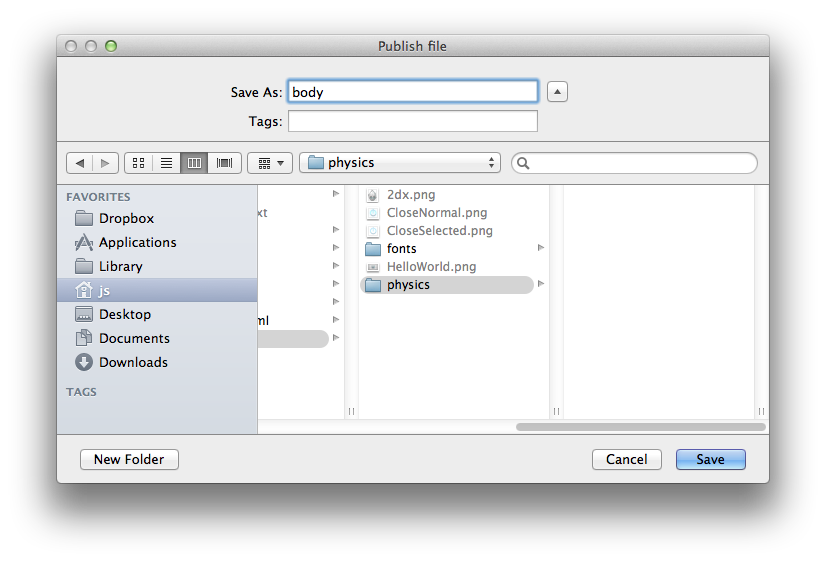 Publish file
Save As: body
Tags:
physics
FAVORITES
Dropbox
Applications
Library
js
Desktop
Documents
Downloads
TAGS
xt
ml
2dx.png
CloseNormal.png
CloseSelected.png
fonts
HelloWorld.png
physics
New Folder
Cancel
Save